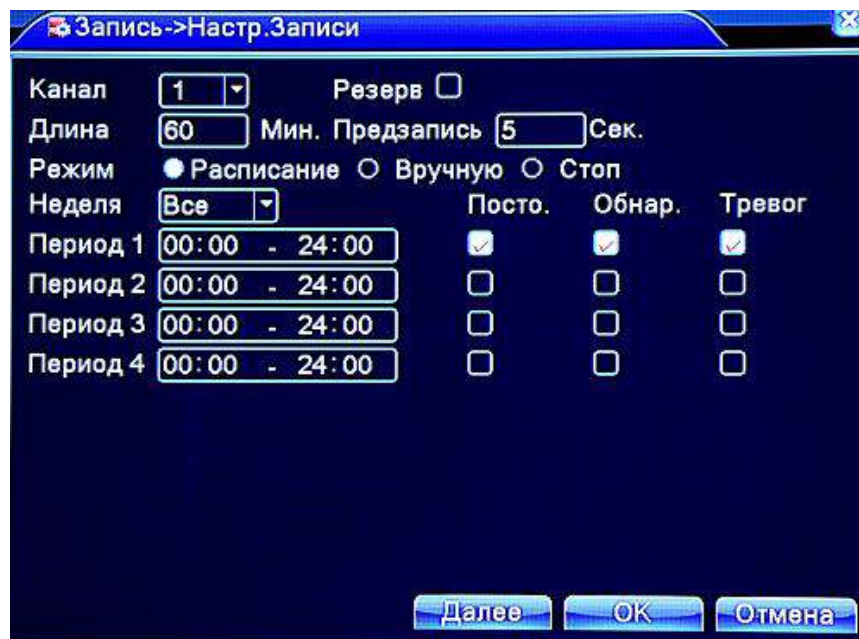 Запись->Настр.Записи
Канал 1 Резерв
Длина 60 Мин. Предзапись 5 Сек.
Режим Расписание Вручную Стоп
Неделя Все Посто. Обнар. Тревог
Период 1 00:00 - 24:00
Период 2 00:00 - 24:00
Период 3 00:00 - 24:00
Период 4 00:00 - 24:00
Далее OK Отмена